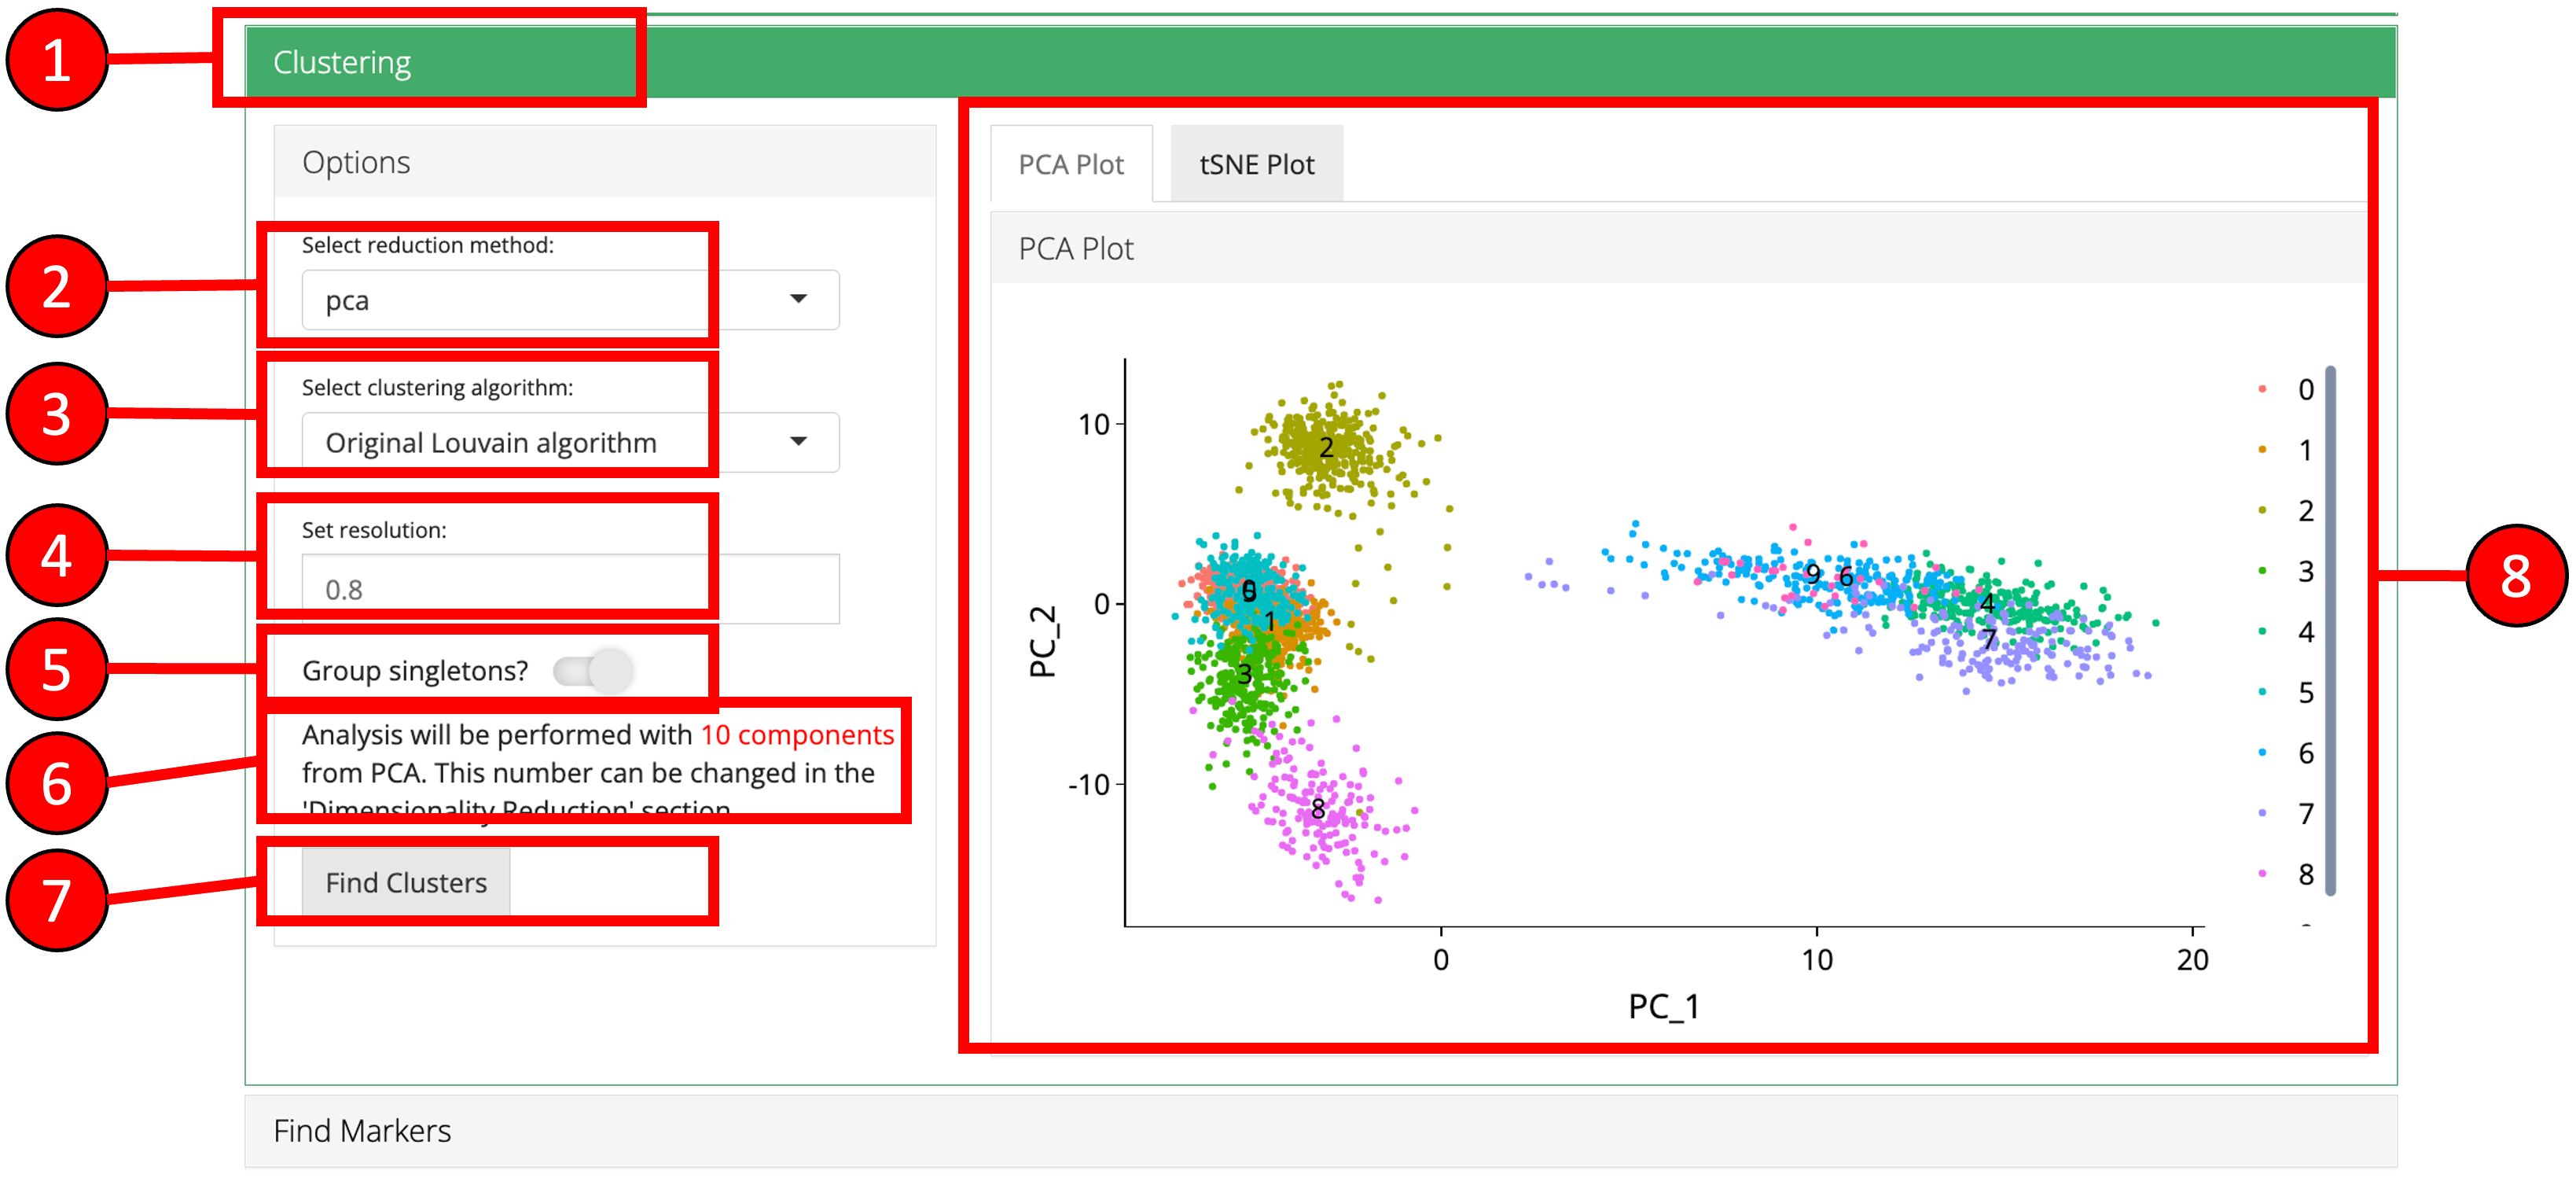 1
Clustering
Options
2
Select reduction method:
pca
3
Select clustering algorithm:
Original Louvain algorithm
4
Set resolution:
0.8
5
Group singletons?
6
Analysis will be performed with 10 components
from PCA. This number can be changed in the
'Dimensionality Reduction' section
7
Find Clusters
PCA Plot
tSNE Plot
PCA Plot
PC_2
10
0
-10
2
1
3
9
6
4
7
8
0
10
20
PC_1
0
1
2
3
4
5
6
7
8
8
Find Markers